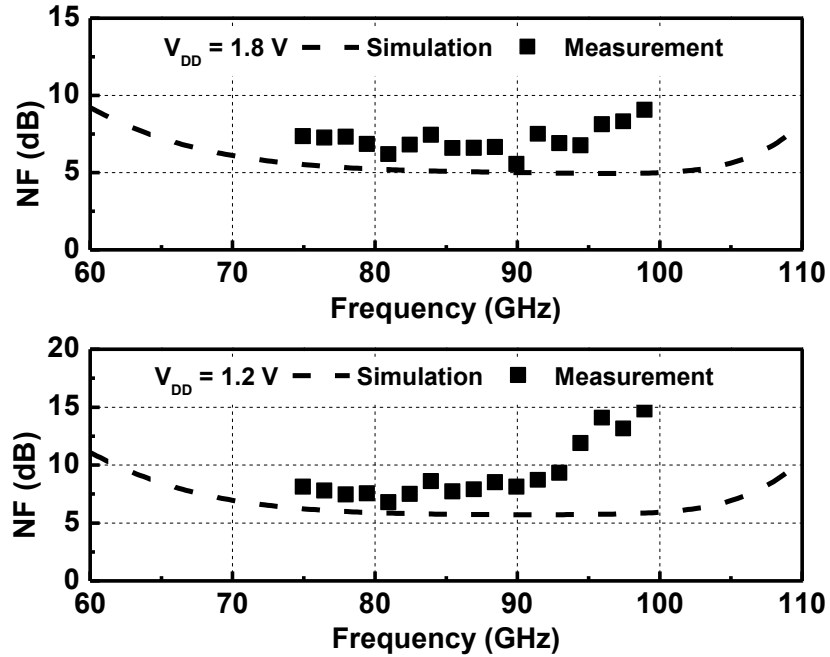 15
V_DD = 1.8 V Simulation Measurement
10
NF (dB)
5
0
60 70 80 90 100 110
Frequency (GHz)
20
V_DD = 1.2 V Simulation Measurement
15
NF (dB)
10
5
0
60 70 80 90 100 110
Frequency (GHz)